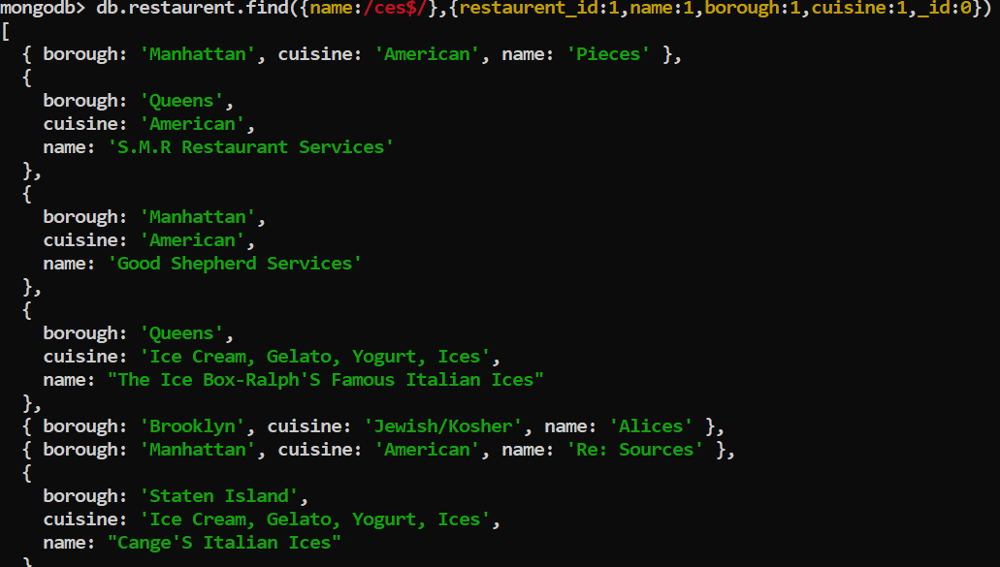 mongodb> db.restaurent.find({name:/ces$/},{restaurent_id:1,name:1,borough:1,cuisine:1,_id:0})
[
  { borough: 'Manhattan', cuisine: 'American', name: 'Pieces' },
  {
    borough: 'Queens',
    cuisine: 'American',
    name: 'S.M.R Restaurant Services'
  },
  {
    borough: 'Manhattan',
    cuisine: 'American',
    name: 'Good Shepherd Services'
  },
  {
    borough: 'Queens',
    cuisine: 'Ice Cream, Gelato, Yogurt, Ices',
    name: "The Ice Box-Ralph'S Famous Italian Ices"
  },
  { borough: 'Brooklyn', cuisine: 'Jewish/Kosher', name: 'Alices' },
  { borough: 'Manhattan', cuisine: 'American', name: 'Re: Sources' },
  {
    borough: 'Staten Island',
    cuisine: 'Ice Cream, Gelato, Yogurt, Ices',
    name: "Cange'S Italian Ices"
  }